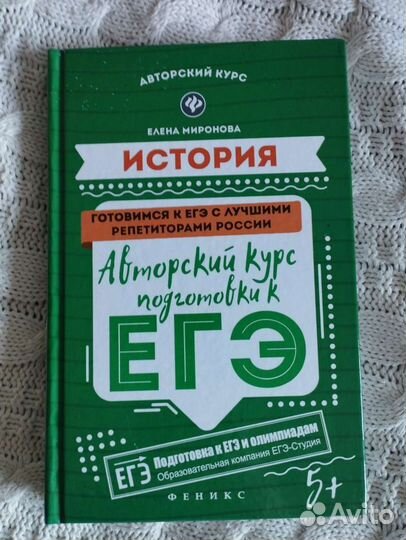 АВТОРСКИЙ КУРС
ЕЛЕНА МИРОНОВА
ИСТОРИЯ
ГОТОВИМСЯ К ЕГЭ С ЛУЧШИМИ
РЕПЕТИТОРАМИ РОССИИ
Авторский курс
подготовки к
ЕГЭ
ЕГЭ Подготовка к ЕГЭ и олимпиадам
Образовательная компания ЕГЭ-Студия
5+
ФЕНИКС
Avito